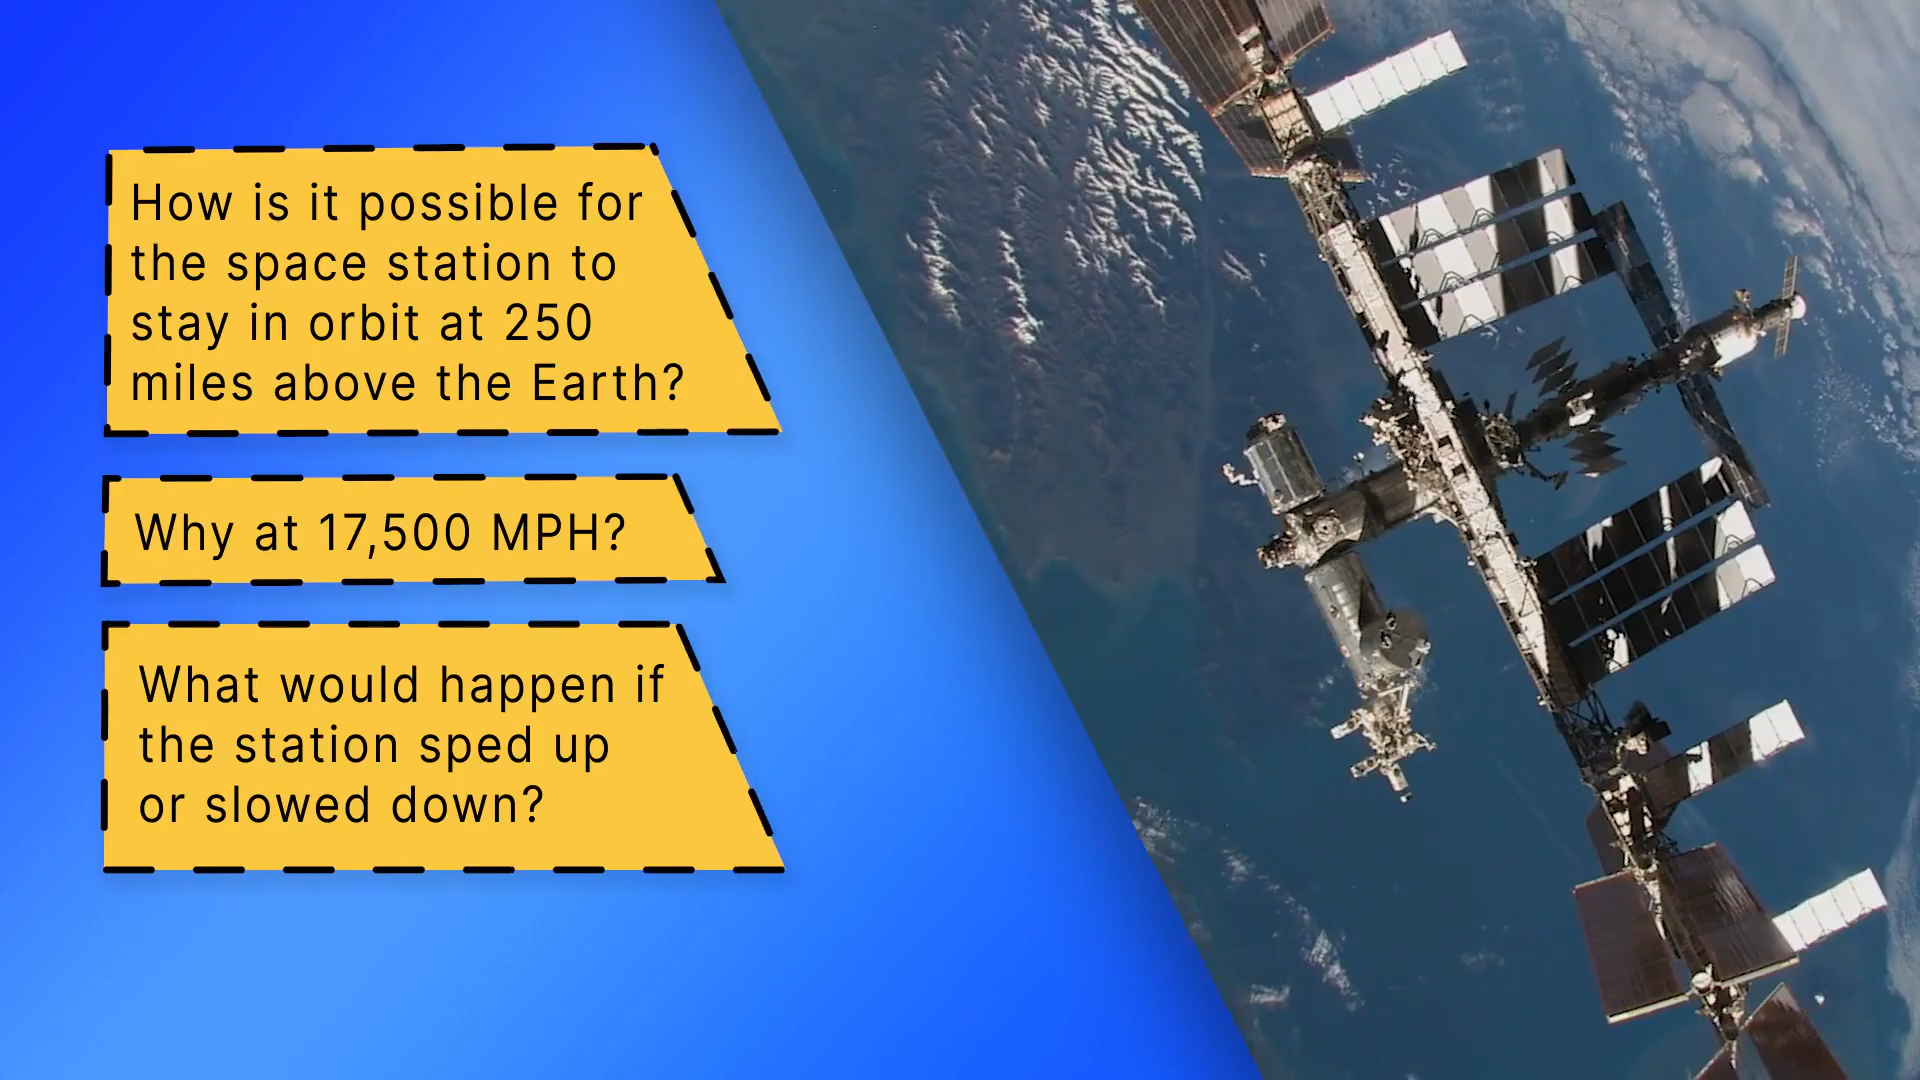 How is it possible for
the space station to
stay in orbit at 250
miles above the Earth?
Why at 17,500 MPH?
What would happen if
the station sped up
or slowed down?